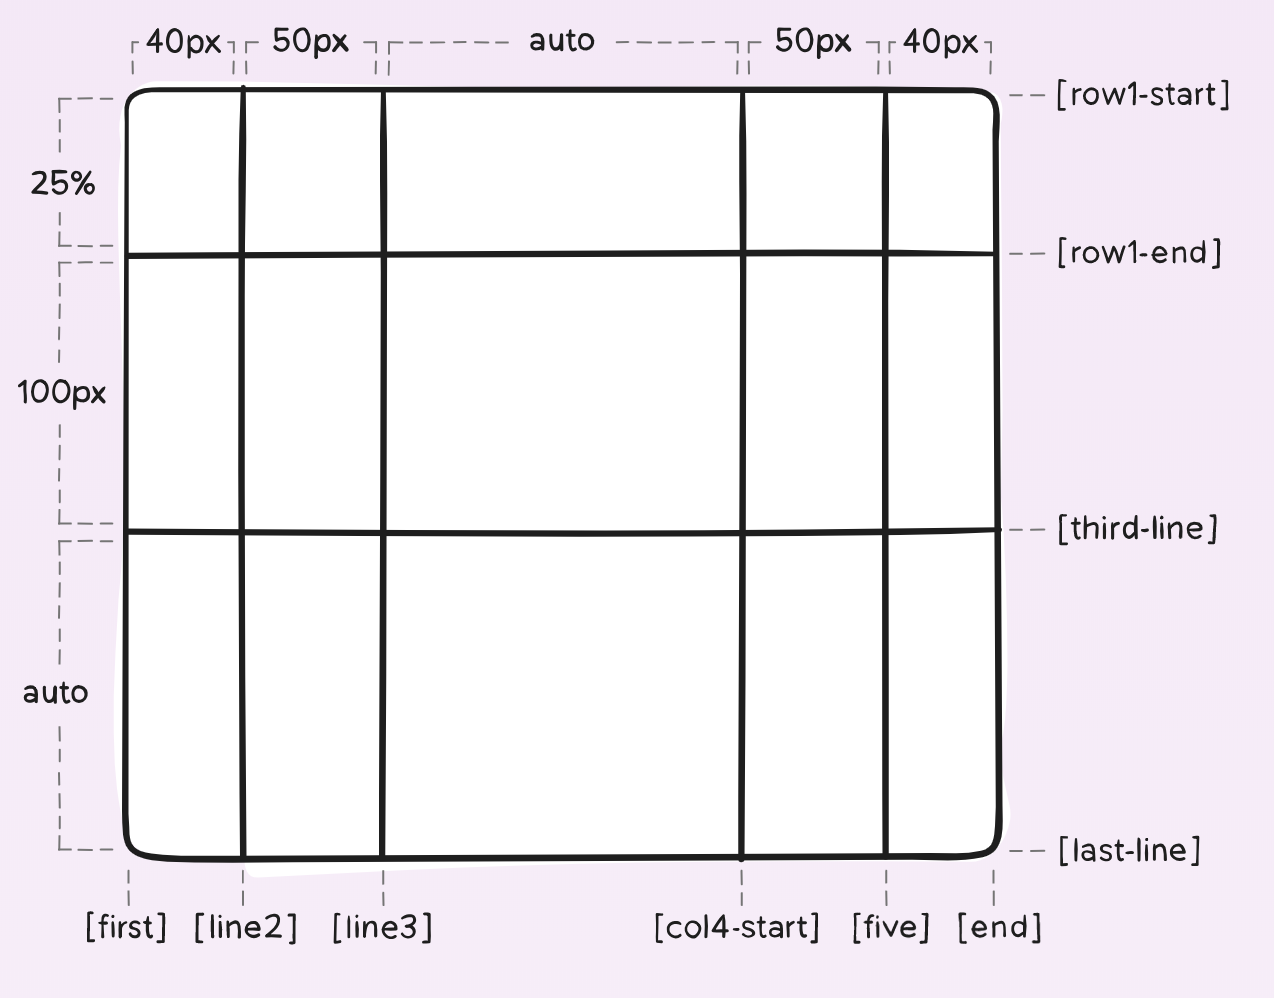 40px 50px auto 50px 40px
[row1-start]
25%
[row1-end]
100px
[third-line]
auto
[last-line]
[first] [line2] [line3] [col4-start] [five] [end]